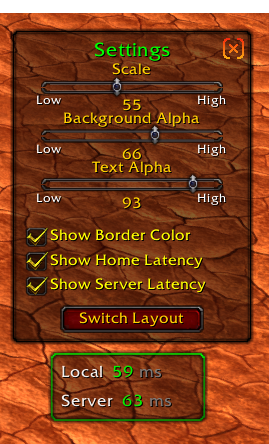 Settings
Scale
Low 55 High
Background Alpha
Low 66 High
Text Alpha
Low 93 High
Show Border Color
Show Home Latency
Show Server Latency
Switch Layout
Local 59 ms
Server 63 ms